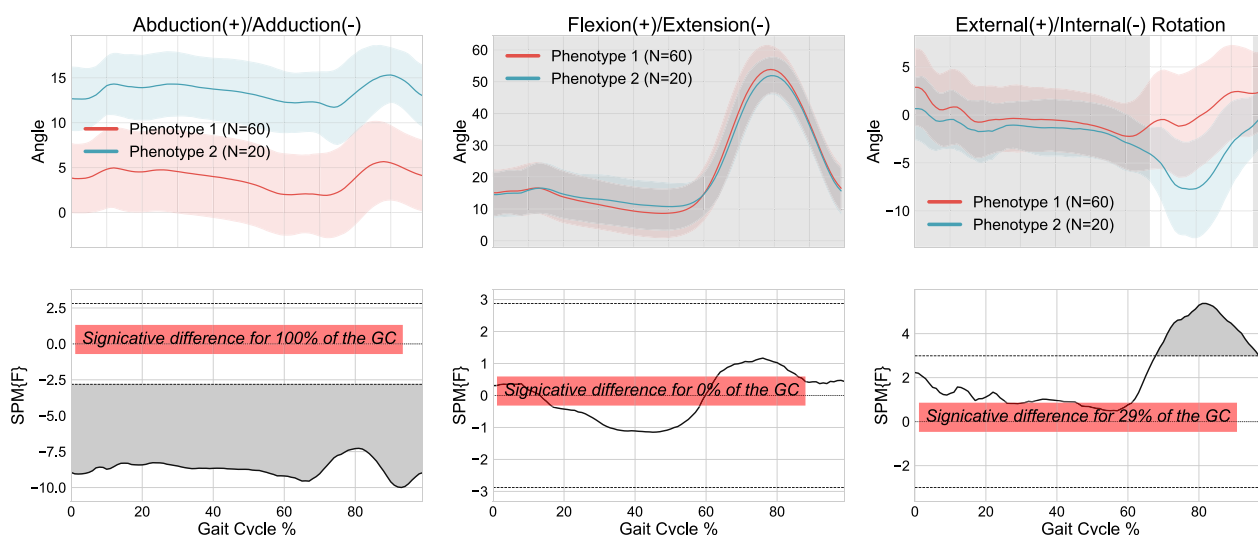 Abduction(+)/Adduction(-)
Flexion(+)/Extension(-)
External(+)/Internal(-) Rotation
Angle
15
10
5
0
Phenotype 1 (N=60)
Phenotype 2 (N=20)
Angle
60
50
40
30
20
10
0
Phenotype 1 (N=60)
Phenotype 2 (N=20)
Angle
5
0
−5
−10
Phenotype 1 (N=60)
Phenotype 2 (N=20)
SPM{F}
2.5
0.0
−2.5
−5.0
−7.5
−10.0
Signicative difference for 100% of the GC
0 20 40 60 80
Gait Cycle %
SPM{F}
3
2
1
0
−1
−2
−3
Signicative difference for 0% of the GC
0 20 40 60 80
Gait Cycle %
SPM{F}
4
2
0
−2
Signicative difference for 29% of the GC
0 20 40 60 80
Gait Cycle %